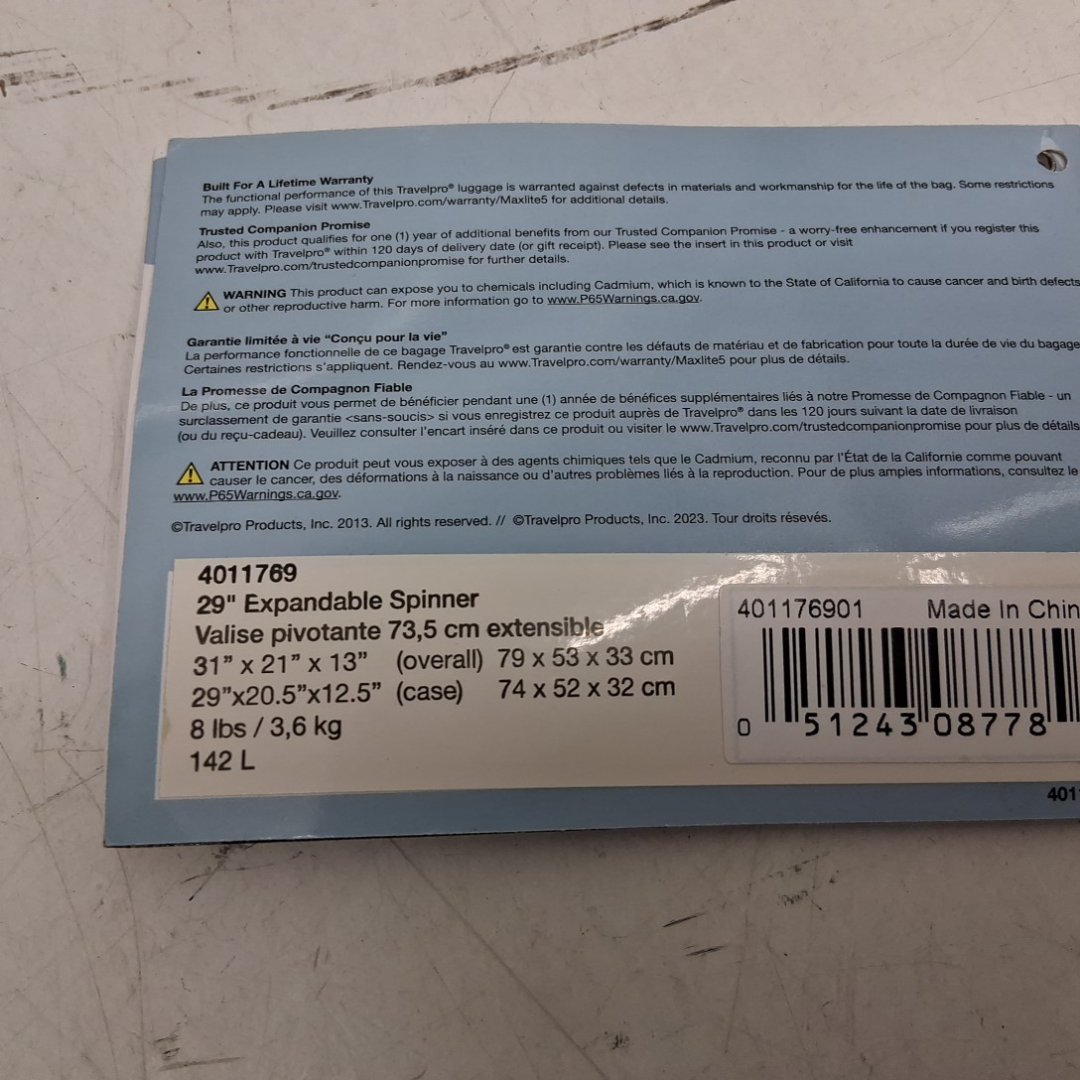 Built For A Lifetime Warranty
The functional performance of this Travelpro® luggage is warranted against defects in materials and workmanship for the life of the bag. Some restrictions
may apply. Please visit www.Travelpro.com/warranty/Maxlite5 for additional details.
Trusted Companion Promise
Also, this product qualifies for one (1) year of additional benefits from our Trusted Companion Promise - a worry-free enhancement if you register this
product with Travelpro® within 120 days of delivery date (or gift receipt). Please see the insert in this product or visit
www.Travelpro.com/trustedcompanionpromise for further details.
WARNING This product can expose you to chemicals including Cadmium, which is known to the State of California to cause cancer and birth defects
or other reproductive harm. For more information go to www.P65Warnings.ca.gov.
Garantie limitée à vie “Conçu pour la vie”
La performance fonctionnelle de ce bagage Travelpro® est garantie contre les défauts de matériau et de fabrication pour toute la durée de vie du bagage
Certaines restrictions s'appliquent. Rendez-vous au www.Travelpro.com/warranty/Maxlite5 pour plus de détails.
La Promesse de Compagnon Fiable
De plus, ce produit vous permet de bénéficier pendant une (1) année de bénéfices supplémentaires liés à notre Promesse de Compagnon Fiable - un
surclassement de garantie <sans-soucis> si vous enregistrez ce produit auprès de Travelpro® dans les 120 jours suivant la date de livraison
(ou du reçu-cadeau). Veuillez consulter l'encart inséré dans ce produit ou visiter le www.Travelpro.com/trustedcompanionpromise pour plus de détails
ATTENTION Ce produit peut vous exposer à des agents chimiques tels que le Cadmium, reconnu par l'État de la Californie comme pouvant
causer le cancer, des déformations à la naissance ou d'autres problèmes liés à la reproduction. Pour de plus amples informations, consultez le
www.P65Warnings.ca.gov.
©Travelpro Products, Inc. 2013. All rights reserved. // ©Travelpro Products, Inc. 2023. Tour droits résevés.
4011769
29" Expandable Spinner
Valise pivotante 73,5 cm extensible
31” x 21” x 13” (overall) 79 x 53 x 33 cm
29”x20.5”x12.5” (case) 74 x 52 x 32 cm
8 lbs / 3,6 kg
142 L
401176901 Made In Chin
0 51243 08778
401